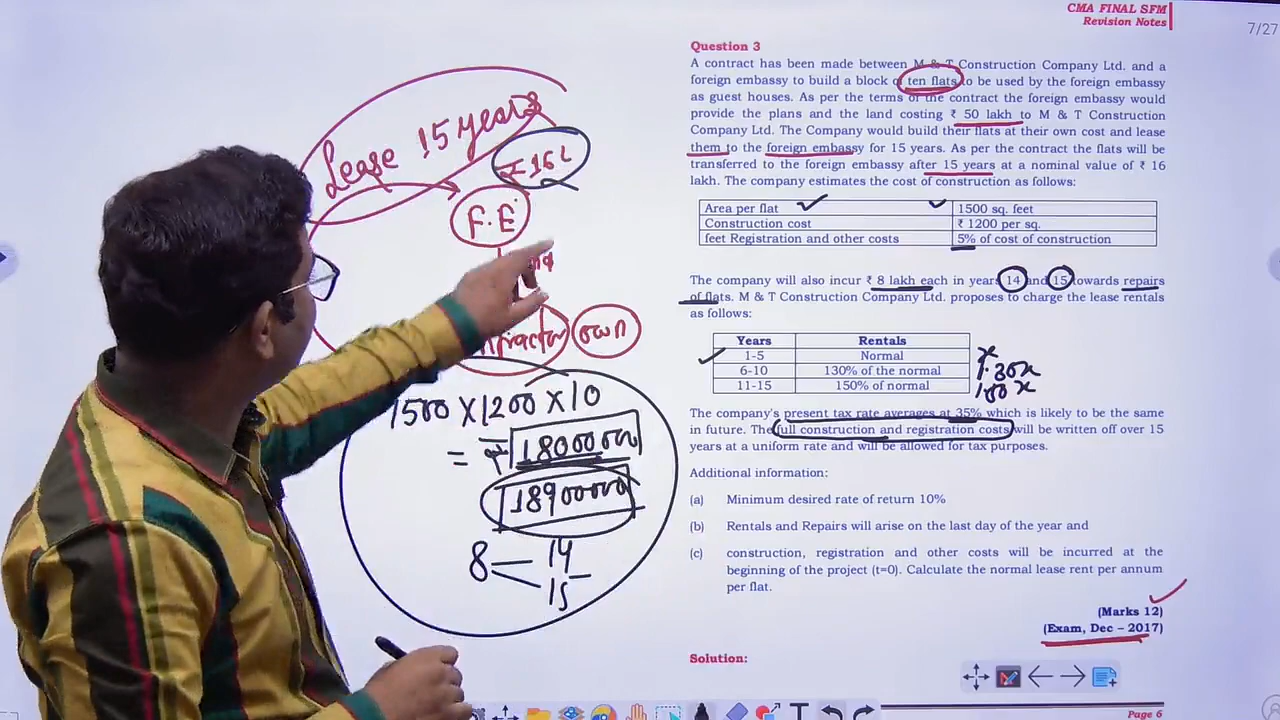 CMA FINAL SFM
Revision Notes
7/27
Question 3
A contract has been made between M & T Construction Company Ltd. and a
foreign embassy to build a block of ten flats to be used by the foreign embassy
as guest houses. As per the terms of the contract the foreign embassy would
provide the plans and the land costing ₹ 50 lakh to M & T Construction
Company Ltd. The Company would build their flats at their own cost and lease
them to the foreign embassy for 15 years. As per the contract the flats will be
transferred to the foreign embassy after 15 years at a nominal value of ₹ 16
lakh. The company estimates the cost of construction as follows:
Area per flat 1500 sq. feet
Construction cost ₹ 1200 per sq.
feet Registration and other costs 5% of cost of construction
The company will also incur ₹ 8 lakh each in years 14 and 15 towards repairs
of flats. M & T Construction Company Ltd. proposes to charge the lease rentals
as follows:
Years Rentals
1-5 Normal
6-10 130% of the normal
11-15 150% of normal
x
1.30x
The company's present tax rate averages at 35% which is likely to be the same
in future. The full construction and registration costs will be written off over 15
years at a uniform rate and will be allowed for tax purposes.
Additional information:
(a) Minimum desired rate of return 10%
(b) Rentals and Repairs will arise on the last day of the year and
(c) construction, registration and other costs will be incurred at the
beginning of the project (t=0). Calculate the normal lease rent per annum
per flat.
(Marks 12)
(Exam, Dec – 2017)
Solution:
Page 6
Lease 15 years
₹ 16L
F.E.
own
1500 X 1200 X 10
= ₹ 18000000
18900000
8 14
15